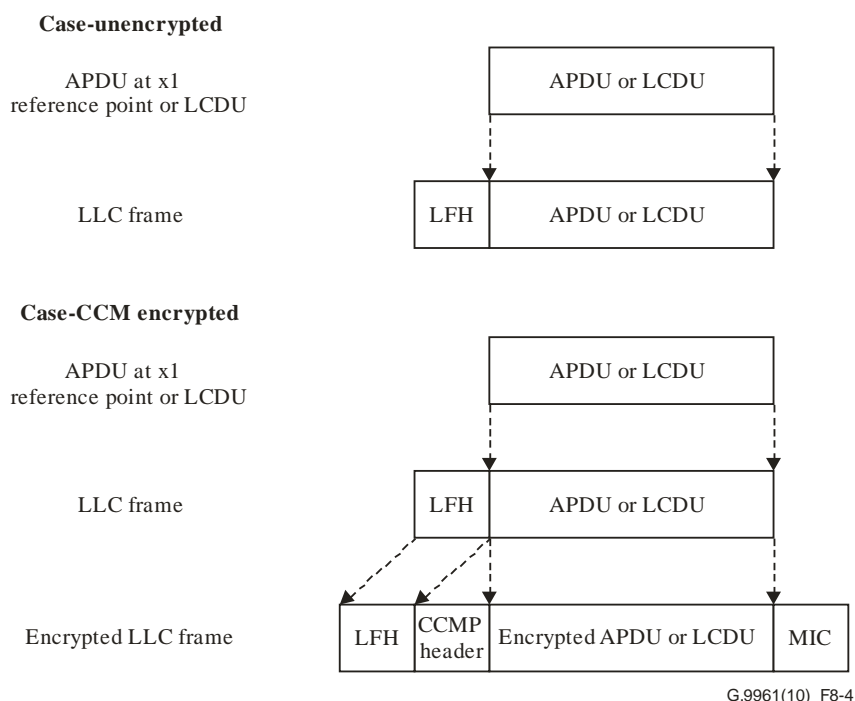 Case-unencrypted
APDU at x1
reference point or LCDU
APDU or LCDU
LLC frame
LFH
APDU or LCDU
Case-CCM encrypted
APDU at x1
reference point or LCDU
APDU or LCDU
LLC frame
LFH
APDU or LCDU
Encrypted LLC frame
LFH
CCMP
header
Encrypted APDU or LCDU
MIC
G.9961(10)_F8-4